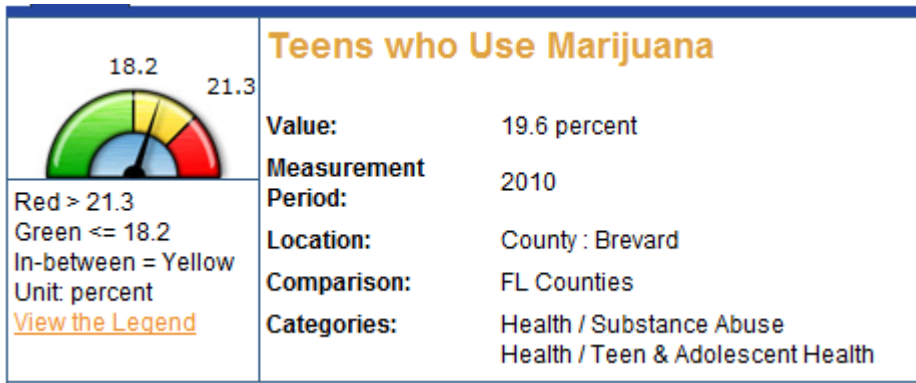 Teens who Use Marijuana
18.2
21.3
Red > 21.3
Green <= 18.2
In-between = Yellow
Unit: percent
View the Legend
Value: 19.6 percent
Measurement
Period: 2010
Location: County : Brevard
Comparison: FL Counties
Categories: Health / Substance Abuse
Health / Teen & Adolescent Health